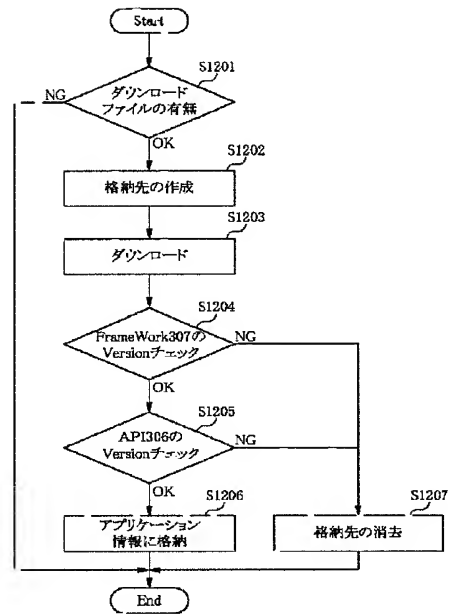 Start
S1201
NG
ダウンロード
ファイルの有無
OK
S1202
格納先の作成
S1203
ダウンロード
S1204
FrameWork307の
Versionチェック
NG
OK
S1205
API306の
Versionチェック
NG
OK
S1206
アプリケーション
情報に格納
S1207
格納先の消去
End